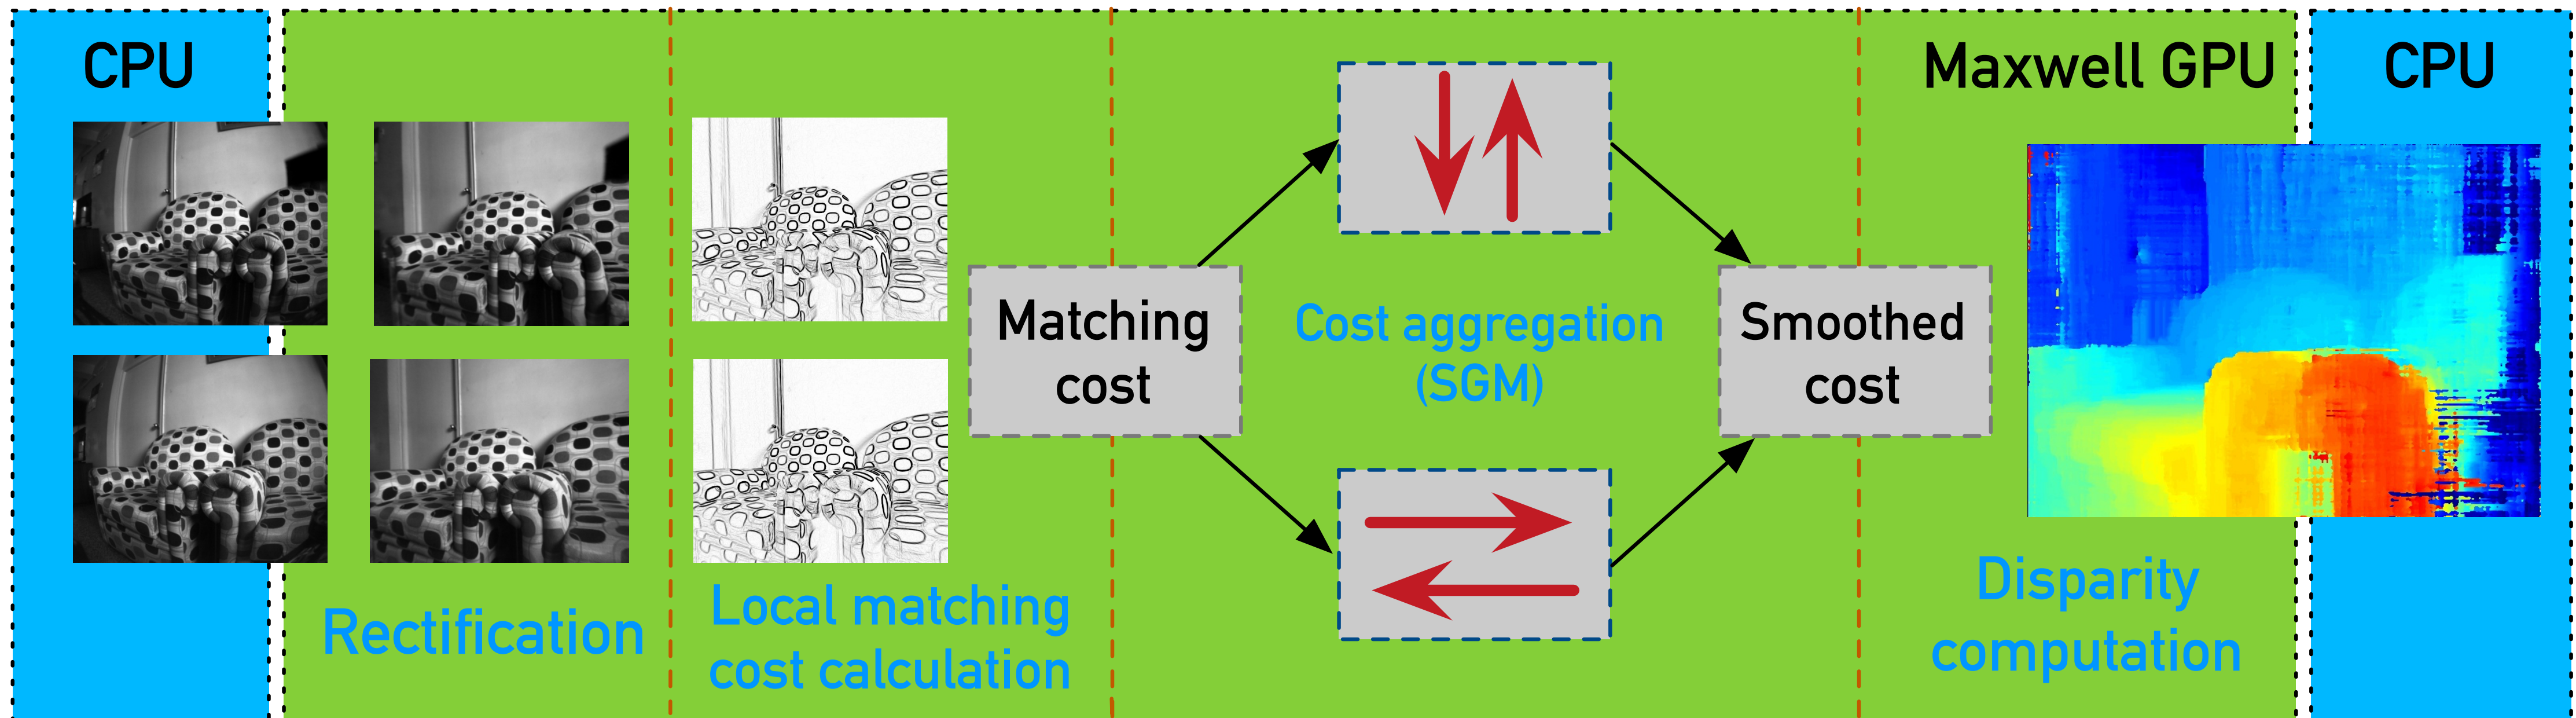 CPU
Maxwell GPU
CPU
Matching
cost
Cost aggregation
(SGM)
Smoothed
cost
Rectification
Local matching
cost calculation
Disparity
computation